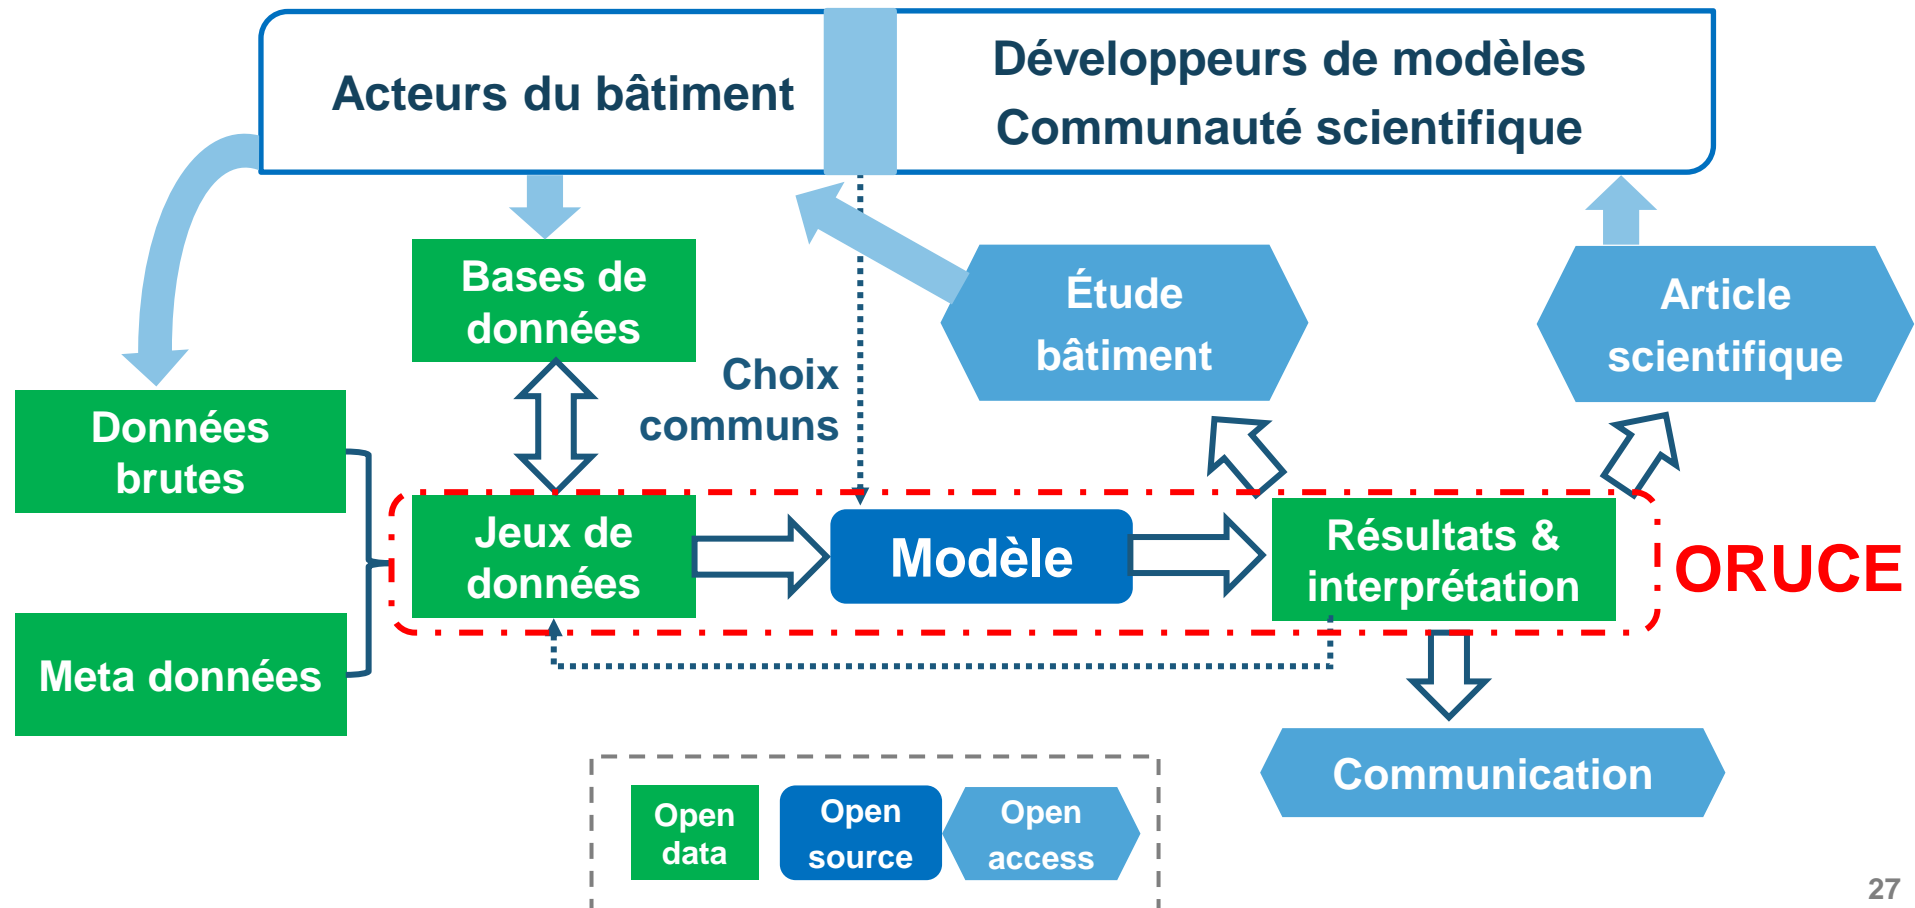 Acteurs du bâtiment
Développeurs de modèles
Communauté scientifique
Bases de
données
Étude
bâtiment
Article
scientifique
Choix
communs
Données
brutes
Jeux de
données
Modèle
Résultats &
interprétation
ORUCE
Meta données
Communication
Open
data
Open
source
Open
access
27